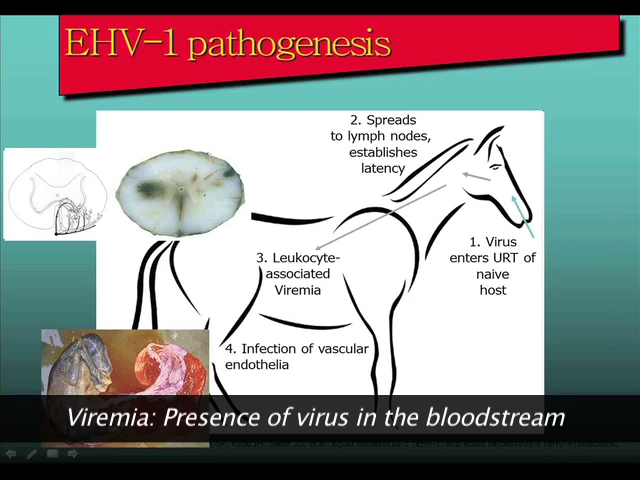 EHV-1 pathogenesis
2. Spreads
to lymph nodes,
establishes
latency
1. Virus
enters URT of
naive
host
3. Leukocyte-
associated
Viremia
4. Infection of vascular
endothelia
Viremia: Presence of virus in the bloodstream